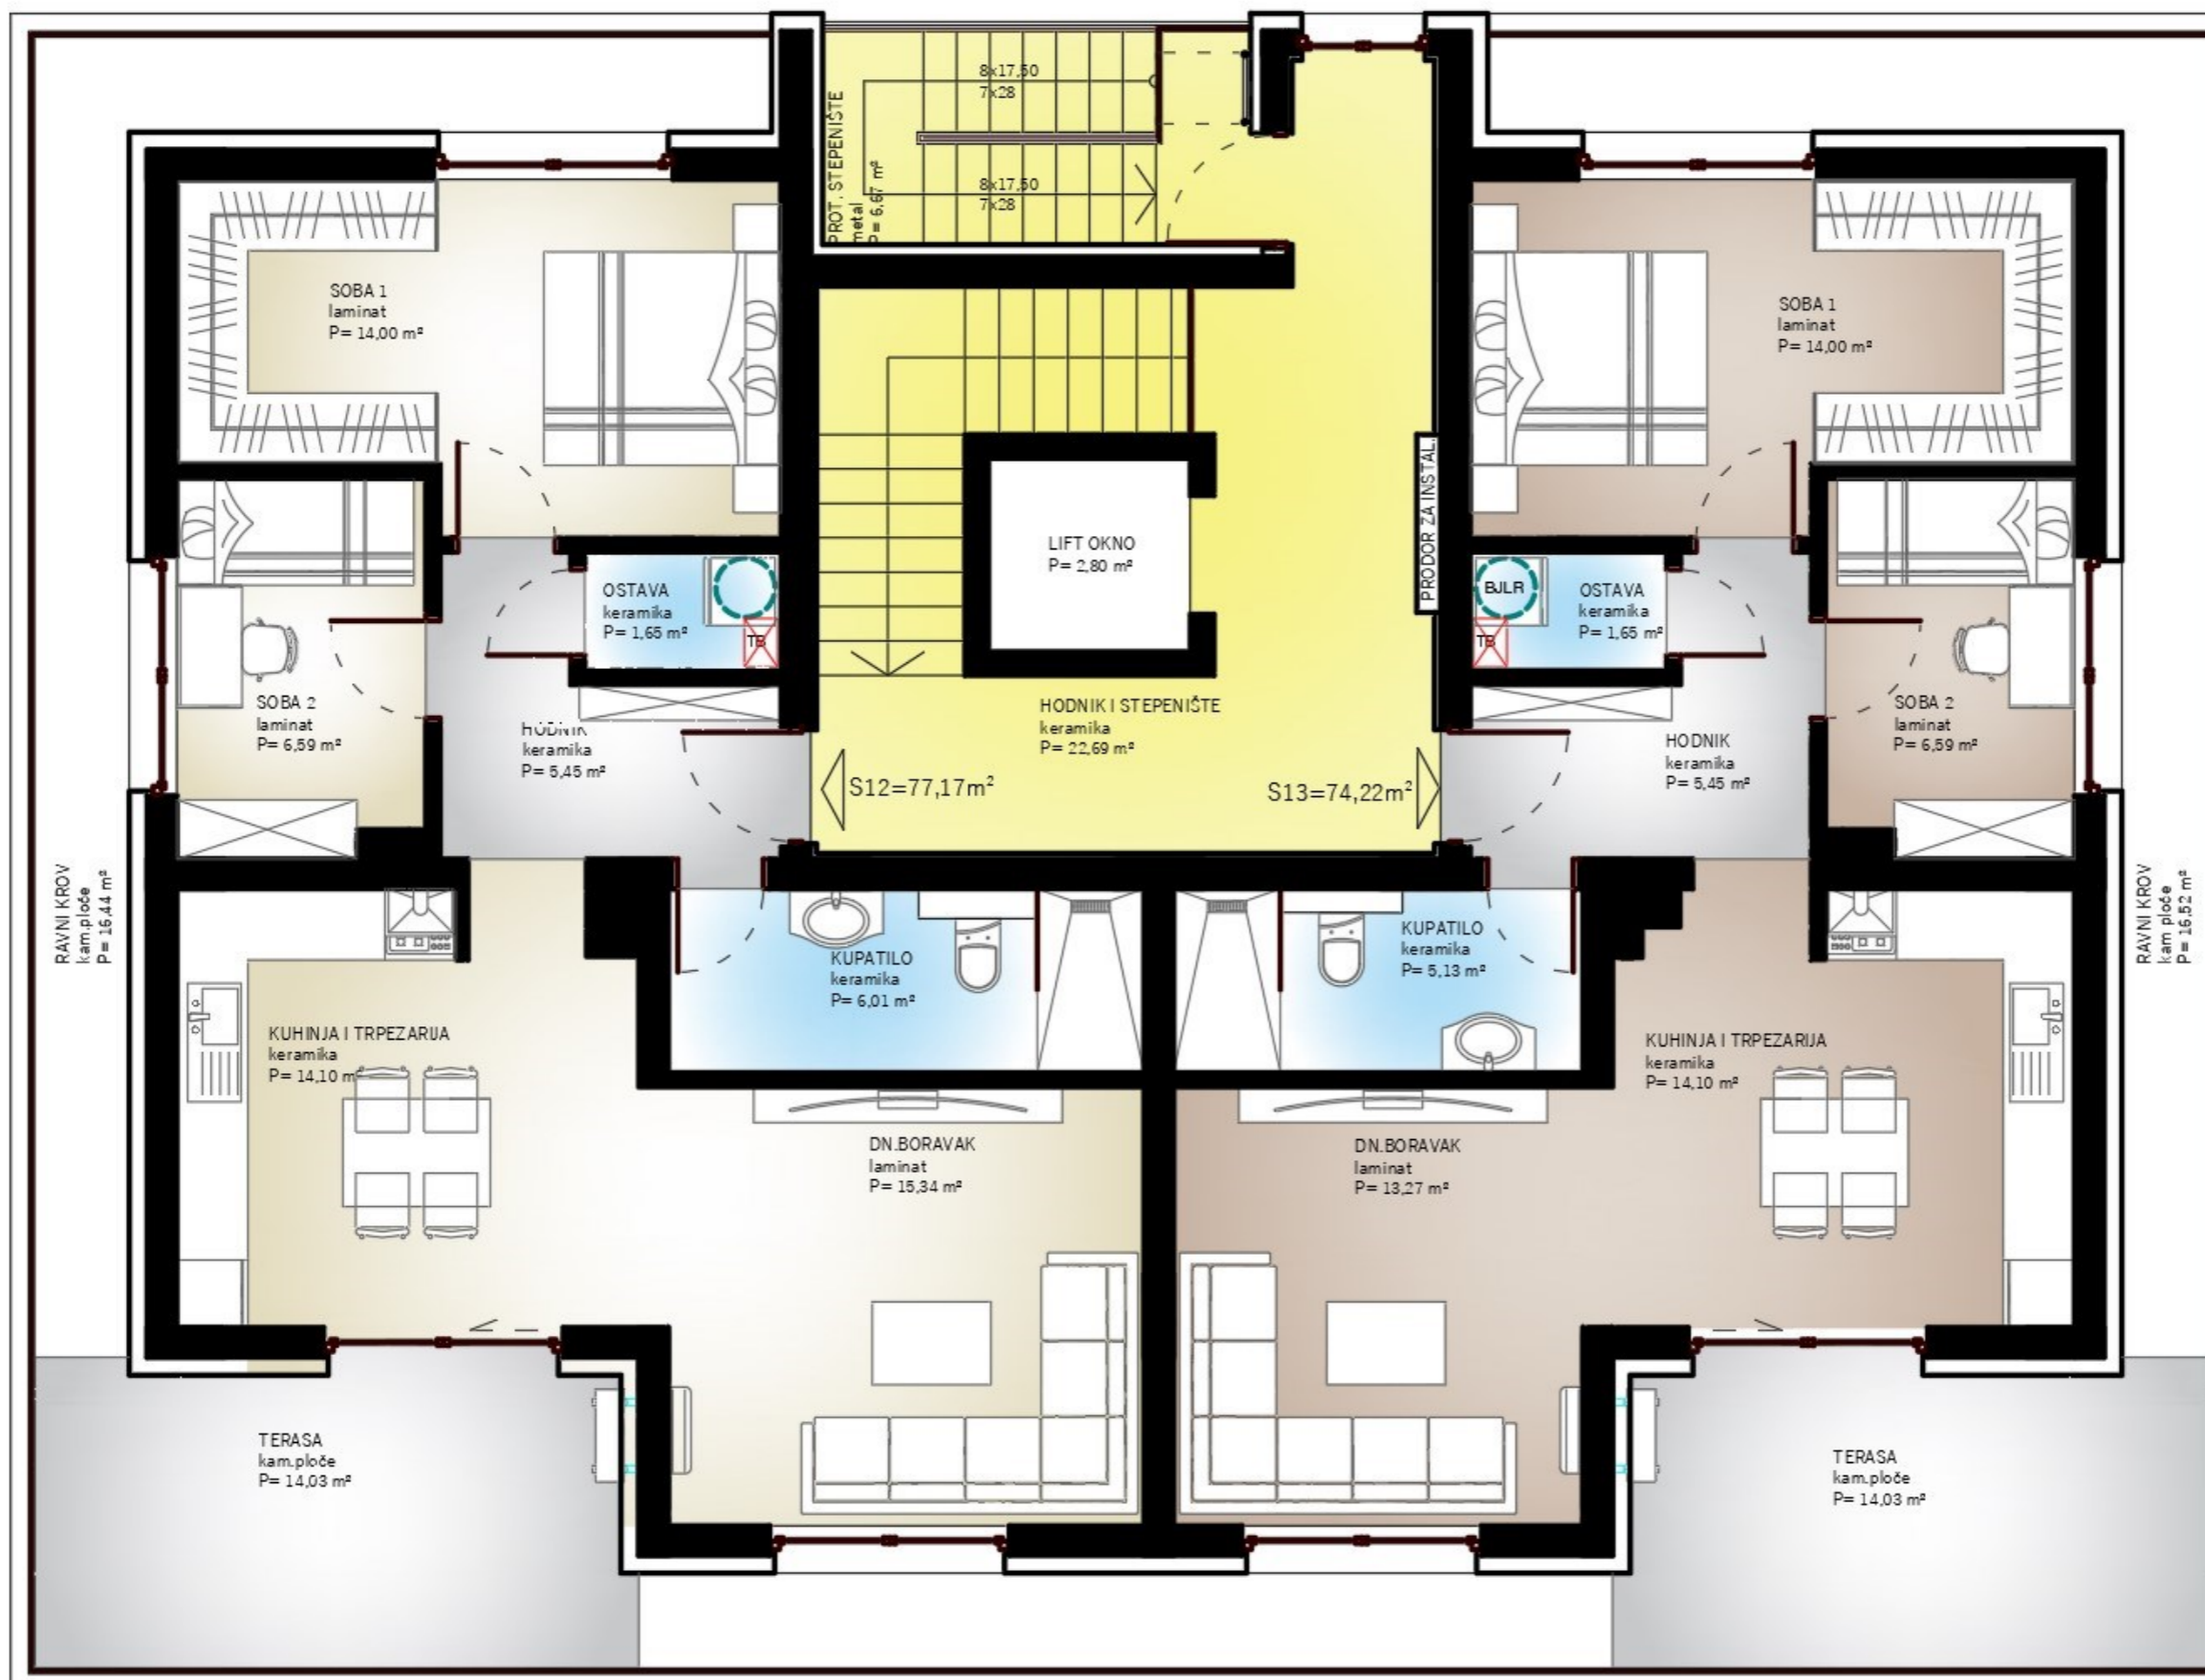 8x17,50
7x28
8x17,50
7x28
PROT. STEPENIŠTE
metal
P= 6,67 m²
SOBA 1
laminat
P= 14,00 m²
SOBA 1
laminat
P= 14,00 m²
LIFT OKNO
P= 2,80 m²
PRODOR ZA INSTAL.
OSTAVA
keramika
P= 1,65 m²
TB
BJLR
TB
OSTAVA
keramika
P= 1,65 m²
SOBA 2
laminat
P= 6,59 m²
HODNIK
keramika
P= 5,45 m²
HODNIK I STEPENIŠTE
keramika
P= 22,69 m²
S12=77,17m²
S13=74,22m²
HODNIK
keramika
P= 5,45 m²
SOBA 2
laminat
P= 6,59 m²
RAVNI KROV
kam.ploče
P= 16,44 m²
KUPATILO
keramika
P= 6,01 m²
KUPATILO
keramika
P= 5,13 m²
RAVNI KROV
kam ploče
P= 16,52 m²
KUHINJA I TRPEZARIJA
keramika
P= 14,10 m
KUHINJA I TRPEZARIJA
keramika
P= 14,10 m²
DN.BORAVAK
laminat
P= 15,34 m²
DN.BORAVAK
laminat
P= 13,27 m²
TERASA
kam.ploče
P= 14,03 m²
TERASA
kam.ploče
P= 14,03 m²